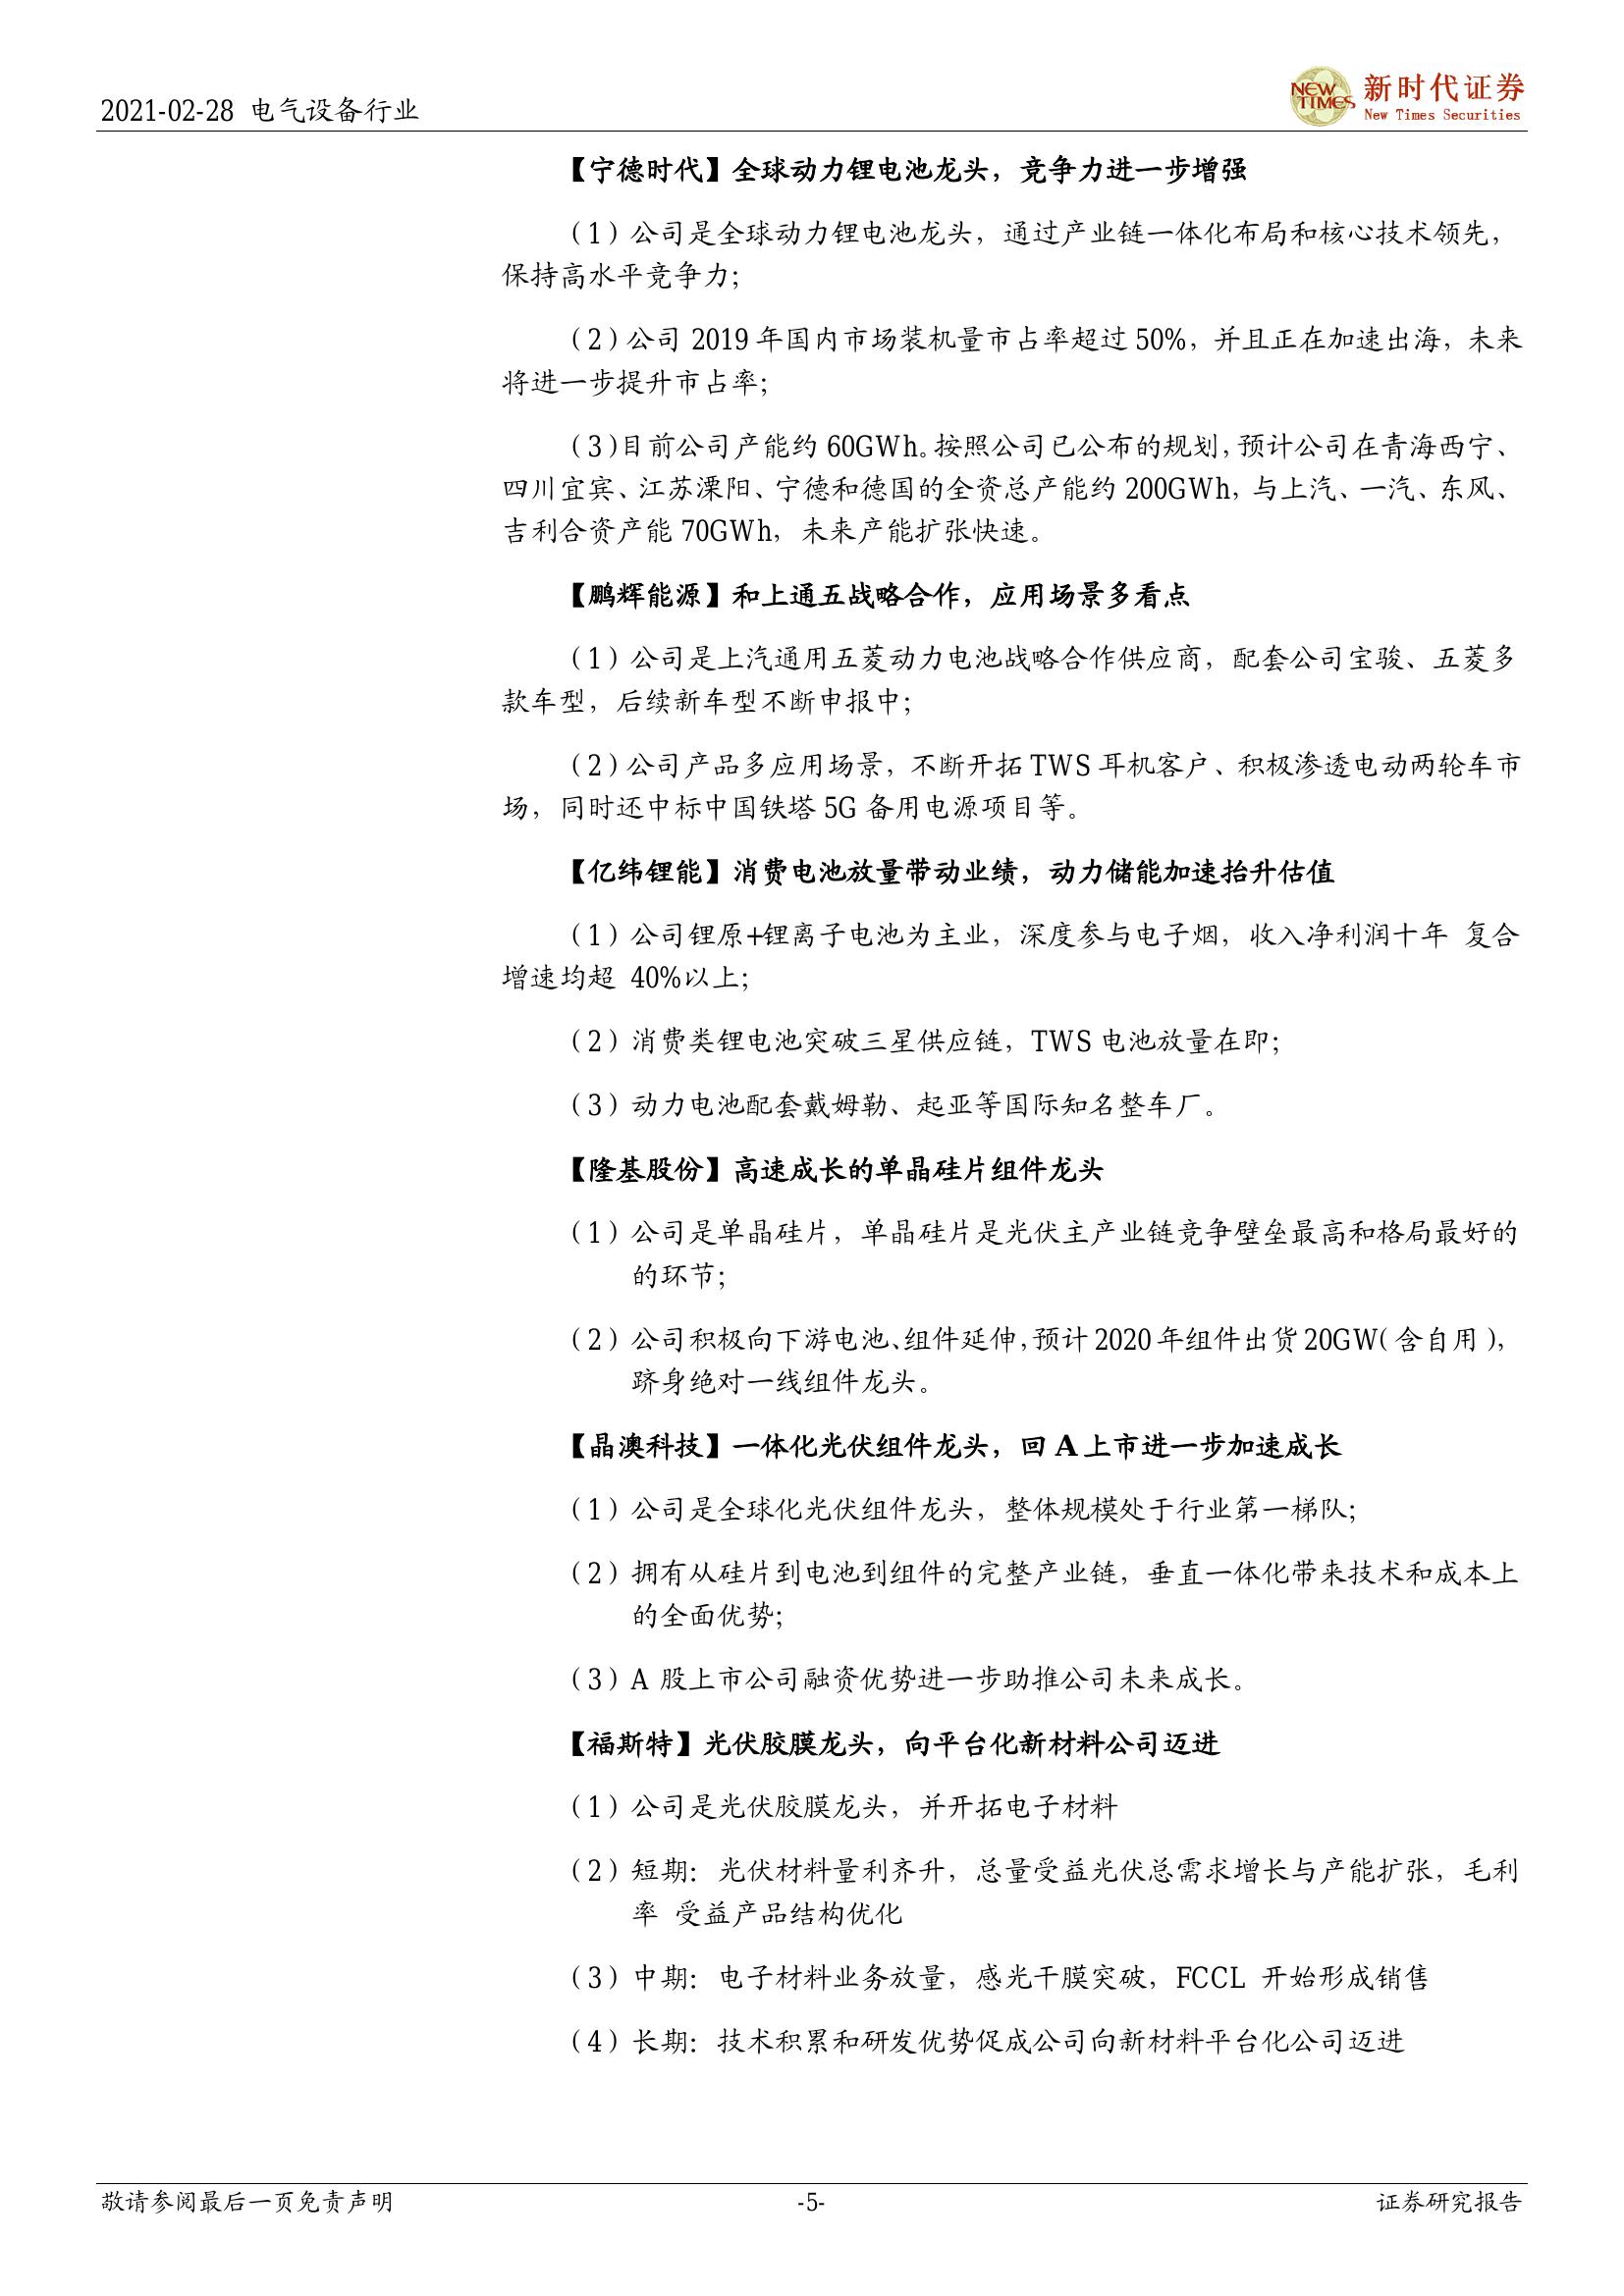 2021-02-28 电气设备行业
NEW TIMES
新时代证券
New Times Securities
【宁德时代】全球动力锂电池龙头，竞争力进一步增强
（1）公司是全球动力锂电池龙头，通过产业链一体化布局和核心技术领先，
保持高水平竞争力；
（2）公司 2019 年国内市场装机量市占率超过 50%，并且正在加速出海，未来
将进一步提升市占率；
（3）目前公司产能约 60GWh。按照公司已公布的规划，预计公司在青海西宁、
四川宜宾、江苏溧阳、宁德和德国的全资总产能约 200GWh，与上汽、一汽、东风、
吉利合资产能 70GWh，未来产能扩张快速。
【鹏辉能源】和上通五战略合作，应用场景多看点
（1）公司是上汽通用五菱动力电池战略合作供应商，配套公司宝骏、五菱多
款车型，后续新车型不断申报中；
（2）公司产品多应用场景，不断开拓 TWS 耳机客户、积极渗透电动两轮车市
场，同时还中标中国铁塔 5G 备用电源项目等。
【亿纬锂能】消费电池放量带动业绩，动力储能加速抬升估值
（1）公司锂原+锂离子电池为主业，深度参与电子烟，收入净利润十年 复合
增速均超 40%以上；
（2）消费类锂电池突破三星供应链，TWS 电池放量在即；
（3）动力电池配套戴姆勒、起亚等国际知名整车厂。
【隆基股份】高速成长的单晶硅片组件龙头
（1）公司是单晶硅片，单晶硅片是光伏主产业链竞争壁垒最高和格局最好的
的环节；
（2）公司积极向下游电池、组件延伸，预计 2020 年组件出货 20GW（含自用），
跻身绝对一线组件龙头。
【晶澳科技】一体化光伏组件龙头，回 A 上市进一步加速成长
（1）公司是全球化光伏组件龙头，整体规模处于行业第一梯队；
（2）拥有从硅片到电池到组件的完整产业链，垂直一体化带来技术和成本上
的全面优势；
（3）A 股上市公司融资优势进一步助推公司未来成长。
【福斯特】光伏胶膜龙头，向平台化新材料公司迈进
（1）公司是光伏胶膜龙头，并开拓电子材料
（2）短期：光伏材料量利齐升，总量受益光伏总需求增长与产能扩张，毛利
率 受益产品结构优化
（3）中期：电子材料业务放量，感光干膜突破，FCCL 开始形成销售
（4）长期：技术积累和研发优势促成公司向新材料平台化公司迈进
敬请参阅最后一页免责声明
-5-
证券研究报告